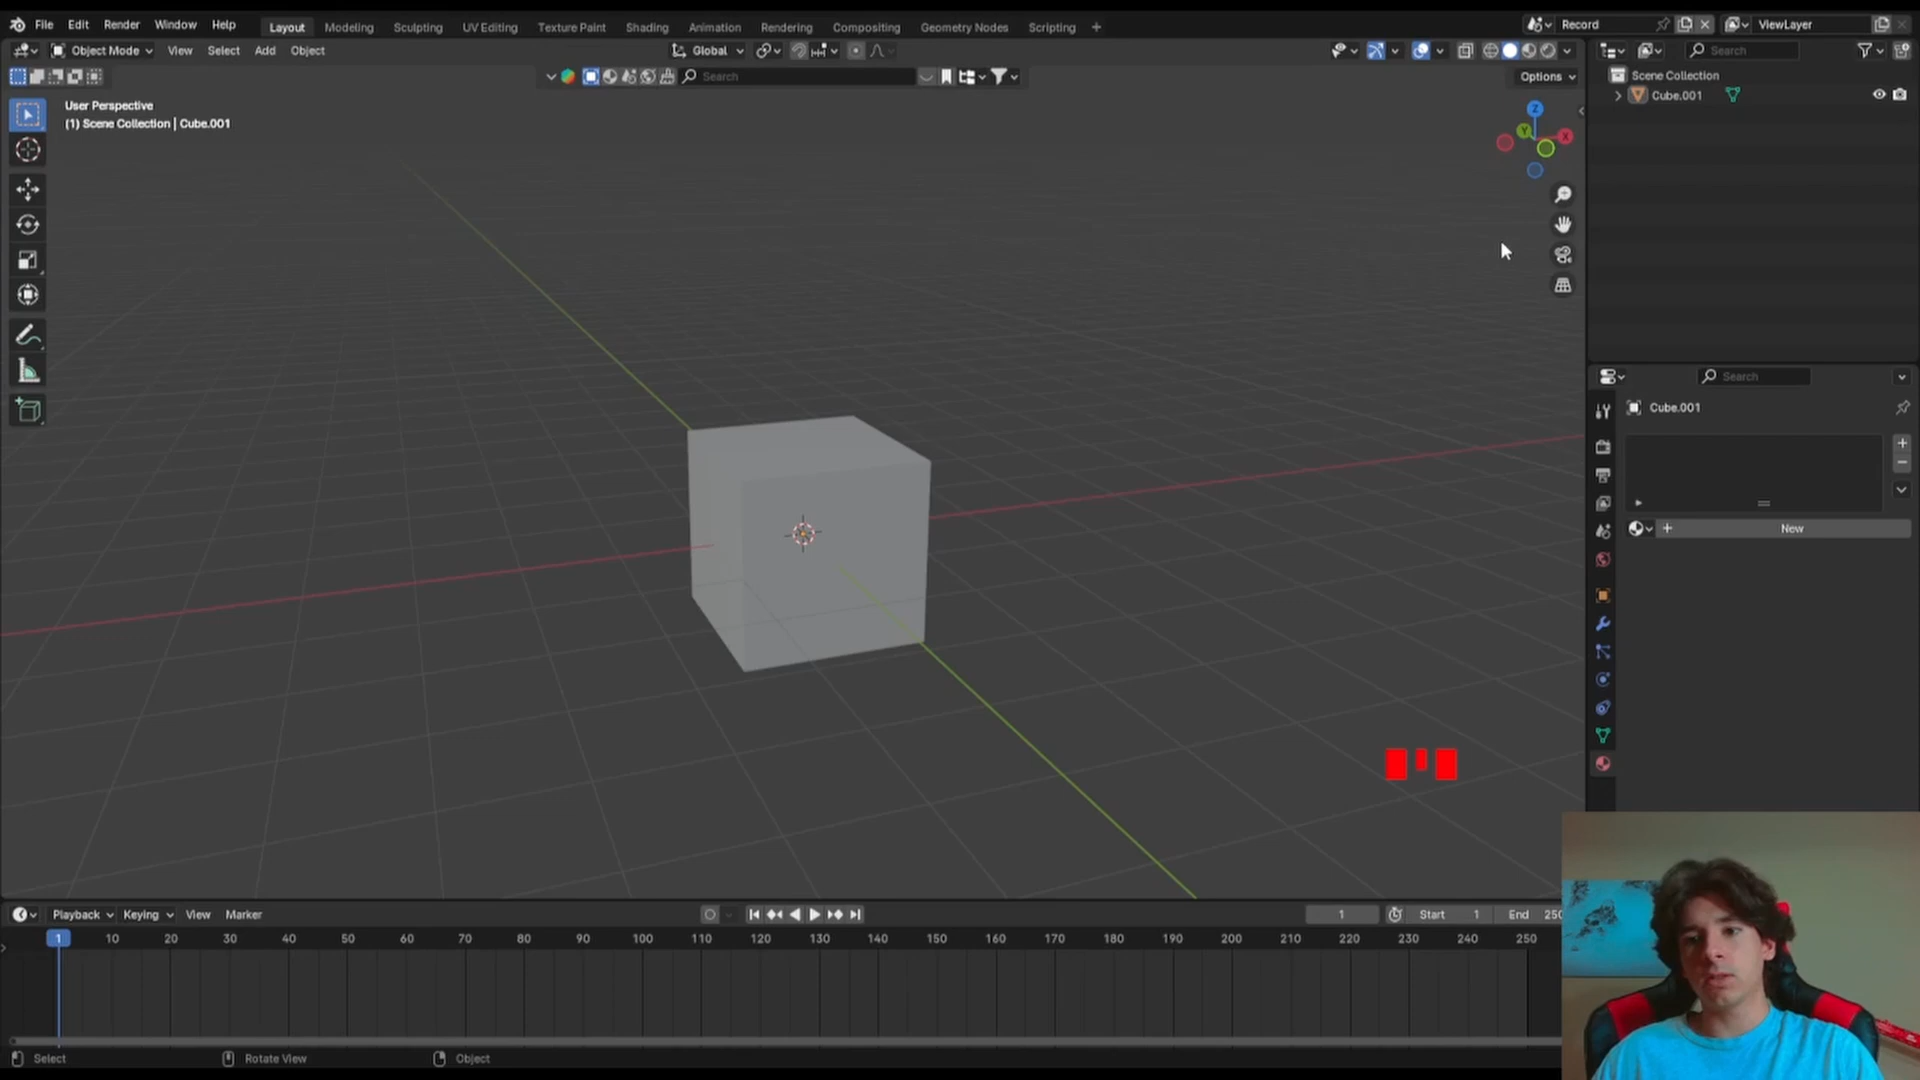 File Edit Render Window Help Layout Modeling Sculpting UV Editing Texture Paint Shading Animation Rendering Compositing Geometry Nodes Scripting + Record ViewLayer
Object Mode View Select Add Object Global Search
Search Options
Scene Collection
Cube.001
User Perspective
(1) Scene Collection | Cube.001
Z
Y
X
Search
Cube.001
New
Playback Keying View Marker 1 Start 1 End 250
1 10 20 30 40 50 60 70 80 90 100 110 120 130 140 150 160 170 180 190 200 210 220 230 240 250
Select Rotate View Object